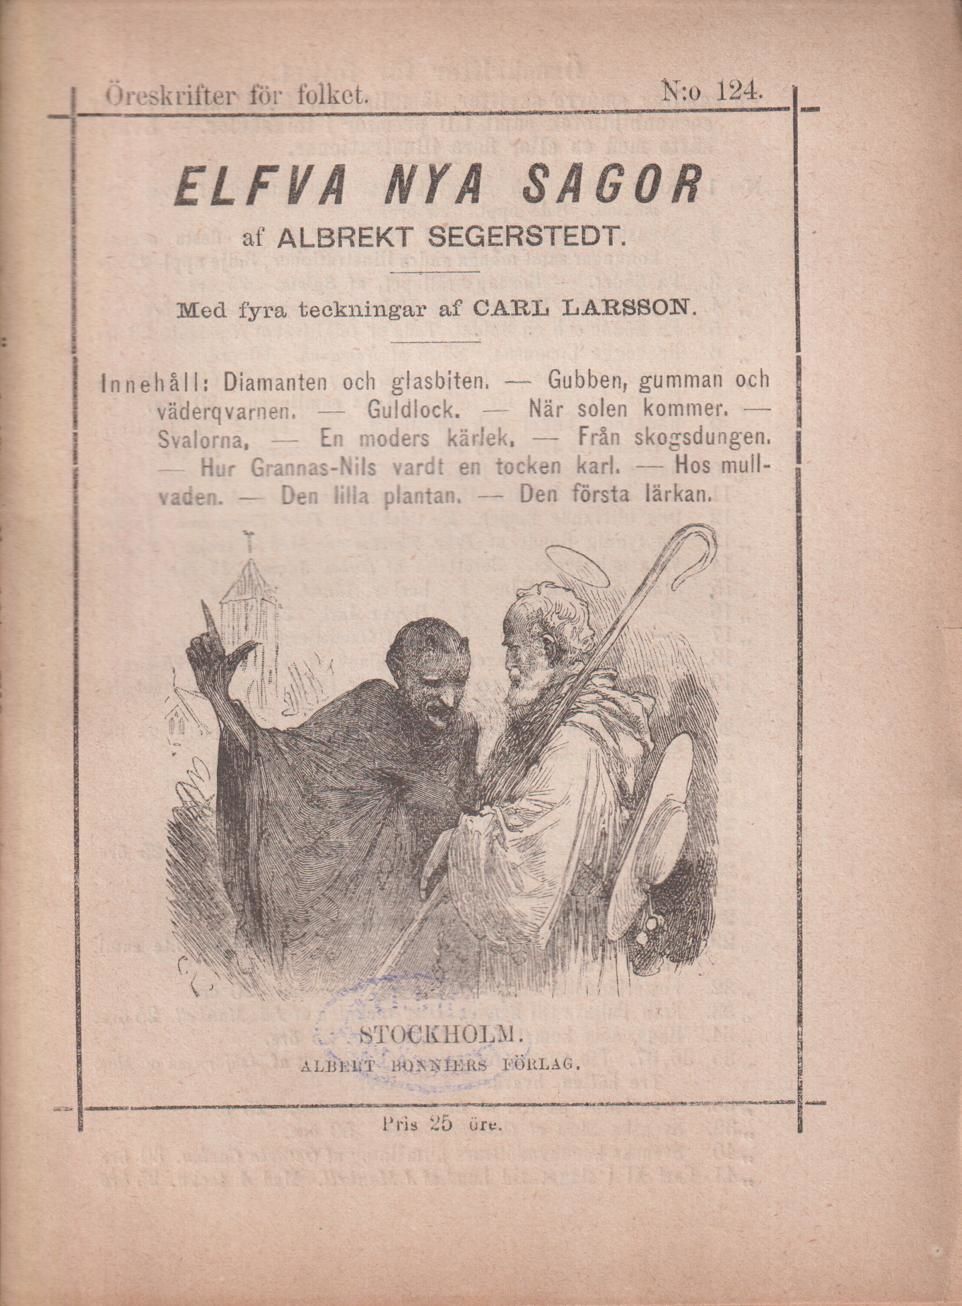 Öreskrifter för folket. N:o 124.
ELFVA NYA SAGOR
af ALBREKT SEGERSTEDT.
Med fyra teckningar af CARL LARSSON.
Innehåll: Diamanten och glasbiten. — Gubben, gumman och
väderqvarnen. — Guldlock. — När solen kommer. —
Svalorna. — En moders kärlek. — Från skogsdungen.
— Hur Grannas-Nils vardt en tocken karl. — Hos mull-
vaden. — Den lilla plantan. — Den första lärkan.
STOCKHOLM.
ALBERT BONNIERS FÖRLAG.
Pris 25 öre.